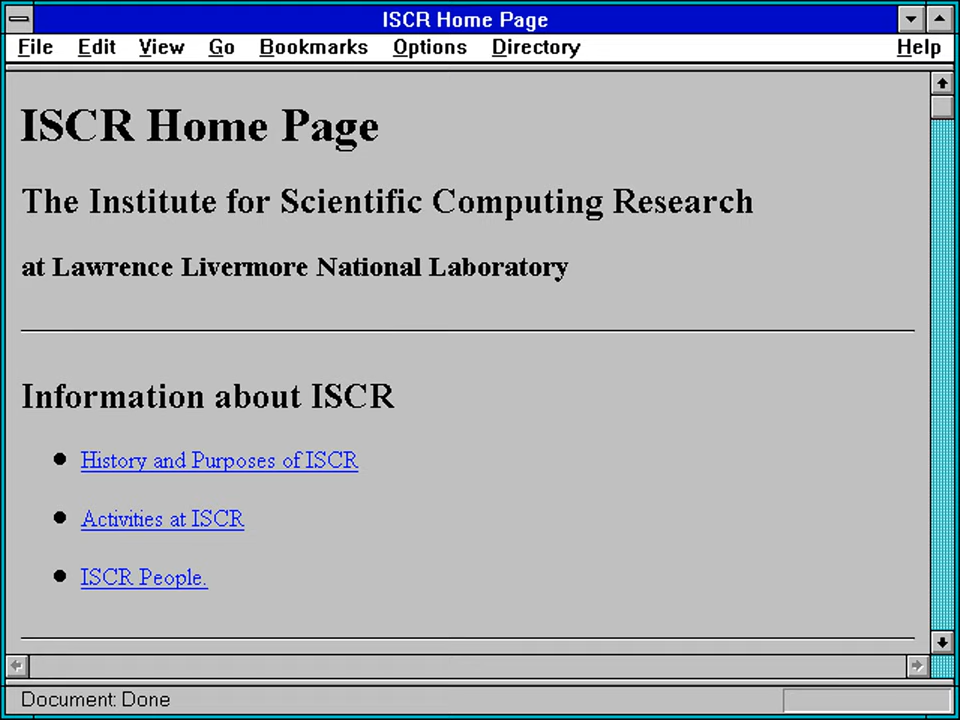 ISCR Home Page
File Edit View Go Bookmarks Options Directory Help
ISCR Home Page
The Institute for Scientific Computing Research
at Lawrence Livermore National Laboratory
Information about ISCR
History and Purposes of ISCR
Activities at ISCR
ISCR People.
Document: Done